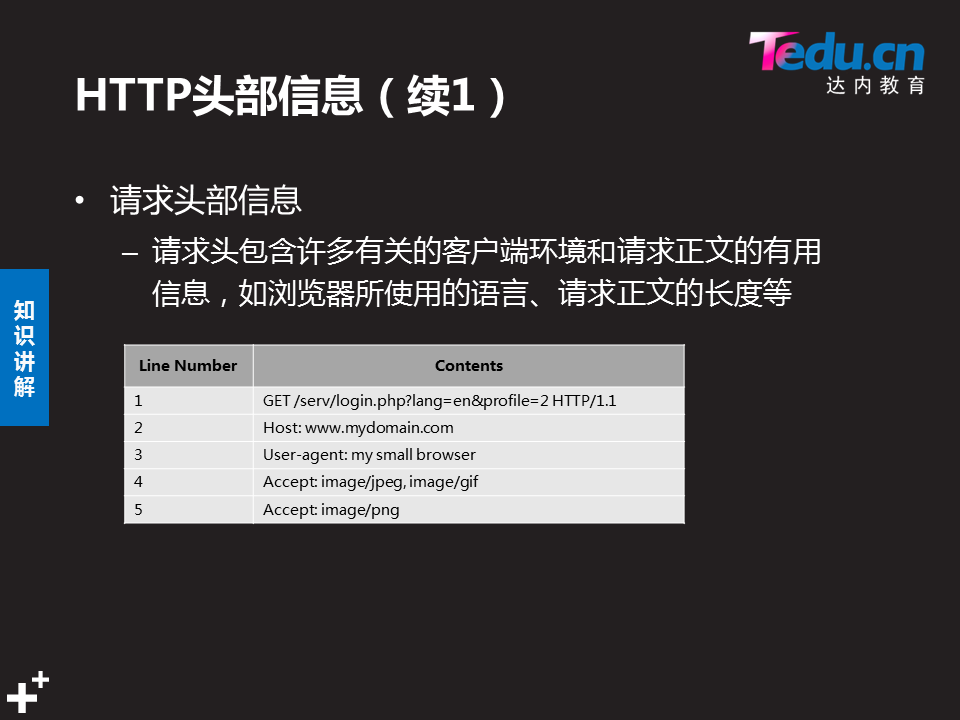 Tedu.cn
达内教育
HTTP头部信息（续1）
• 请求头部信息
– 请求头包含许多有关的客户端环境和请求正文的有用
信息，如浏览器所使用的语言、请求正文的长度等
知
识
讲
解
Line Number Contents
1 GET /serv/login.php?lang=en&profile=2 HTTP/1.1
2 Host: www.mydomain.com
3 User-agent: my small browser
4 Accept: image/jpeg, image/gif
5 Accept: image/png